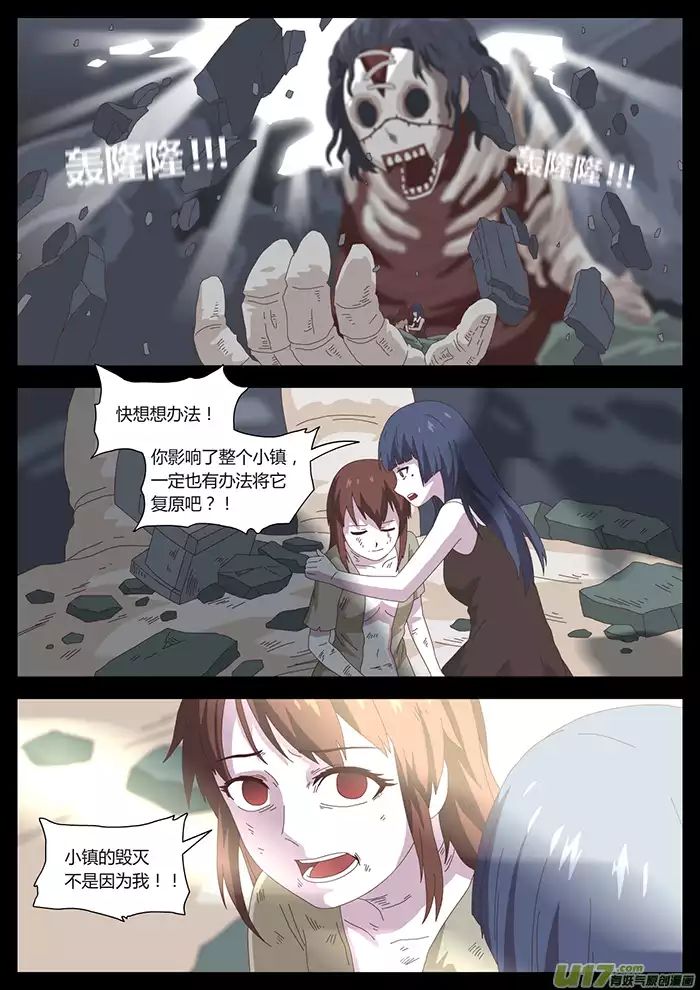 轰隆隆!!!
轰隆隆!!!
快想想办法！
你影响了整个小镇，
一定也有办法将它
复原吧？！
小镇的毁灭
不是因为我！！
U17.com
有妖气原创漫画